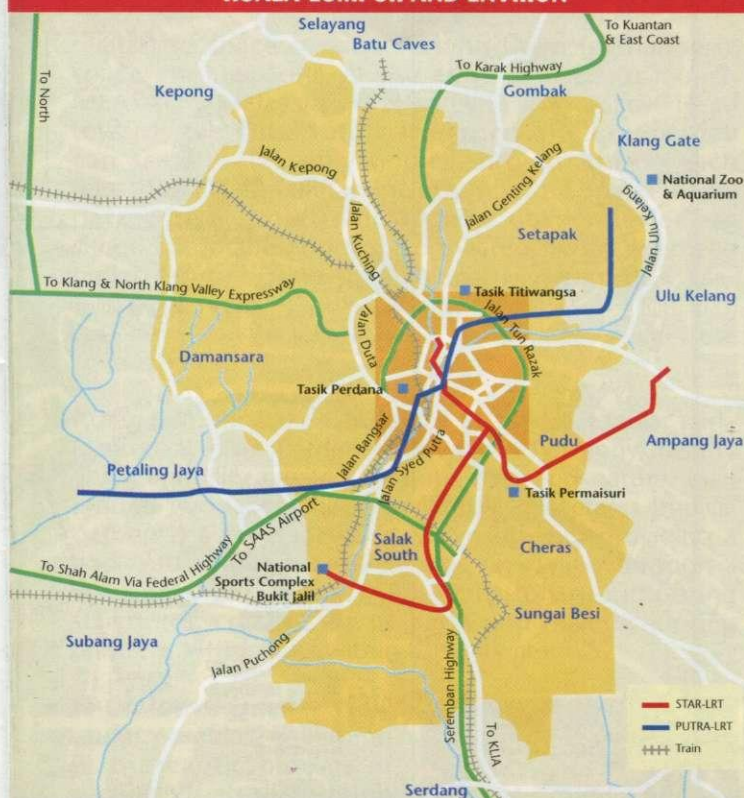 KUALA LUMPUR AND ENVIRON
Selayang
Batu Caves
To Kuantan
& East Coast
To North
Kepong
To Karak Highway
Gombak
Klang Gate
National Zoo
& Aquarium
Jalan Kepong
Jalan Genting Kelang
Jalan Ulu Kelang
Jalan Kuching
Setapak
To Klang & North Klang Valley Expressway
Tasik Titiwangsa
Ulu Kelang
Jalan Tun Razak
Jalan Duta
Damansara
Tasik Perdana
Jalan Bangsar
Jalan Syed Putra
Pudu
Ampang Jaya
Petaling Jaya
Tasik Permaisuri
To SAAS Airport
Salak
South
Cheras
To Shah Alam Via Federal Highway
National
Sports Complex
Bukit Jalil
Sungai Besi
Subang Jaya
Jalan Puchong
Seremban Highway
To KLIA
STAR-LRT
PUTRA-LRT
Train
Serdang